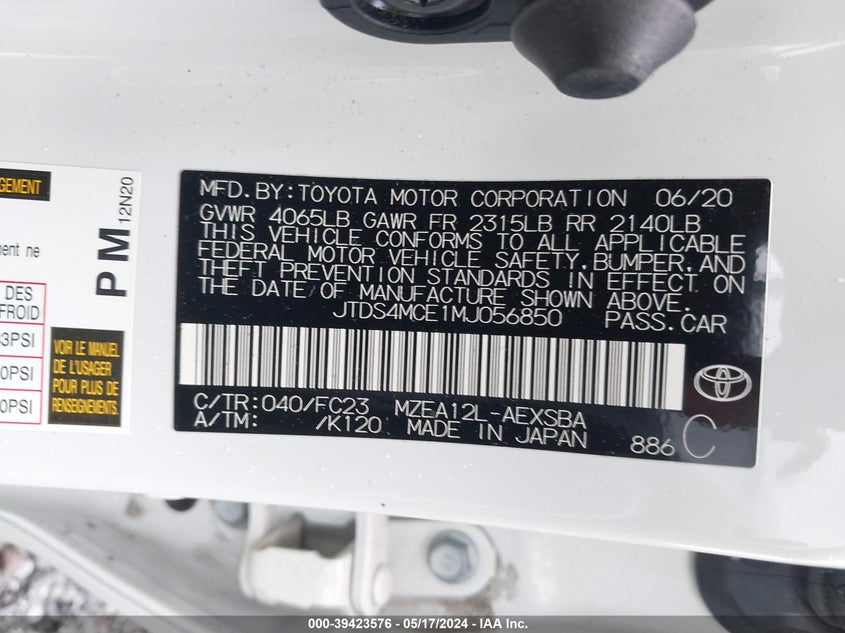 GEMENT
ment ne
DES
FROID
3PSI
0PSI
0PSI
PM
12N20
VOIR LE MANUEL
DE L'USAGER
POUR PLUS DE
RENSEIGNEMENTS.
MFD.BY:TOYOTA MOTOR CORPORATION 06/20
GVWR 4065LB GAWR FR 2315LB RR 2140LB
THIS VEHICLE CONFORMS TO ALL APPLICABLE
FEDERAL MOTOR VEHICLE SAFETY,BUMPER,AND
THEFT PREVENTION STANDARDS IN EFFECT ON
THE DATE OF MANUFACTURE SHOWN ABOVE.
JTDS4MCE1MJ056850 PASS.CAR
C/TR:040/FC23 MZEA12L-AEXSBA
A/TM: /K120 MADE IN JAPAN 886 C
000-39423576 - 05/17/2024 - IAA Inc.